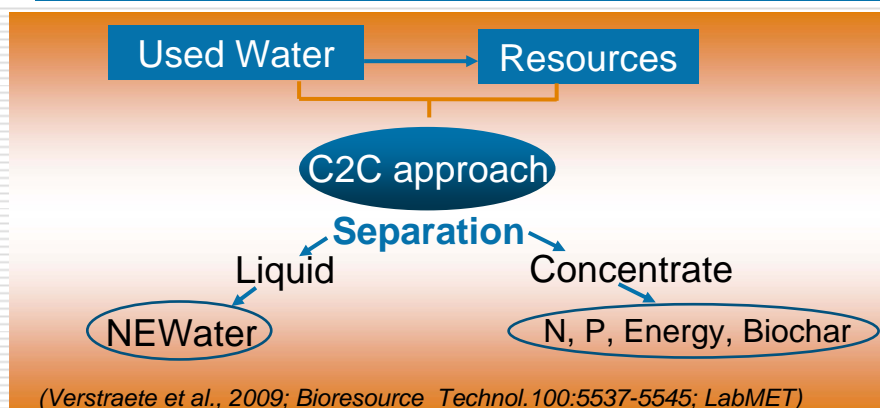 Used Water
Resources
C2C approach
Separation
Liquid
Concentrate
NEWater
N, P, Energy, Biochar
(Verstraete et al., 2009; Bioresource Technol.100:5537-5545; LabMET)